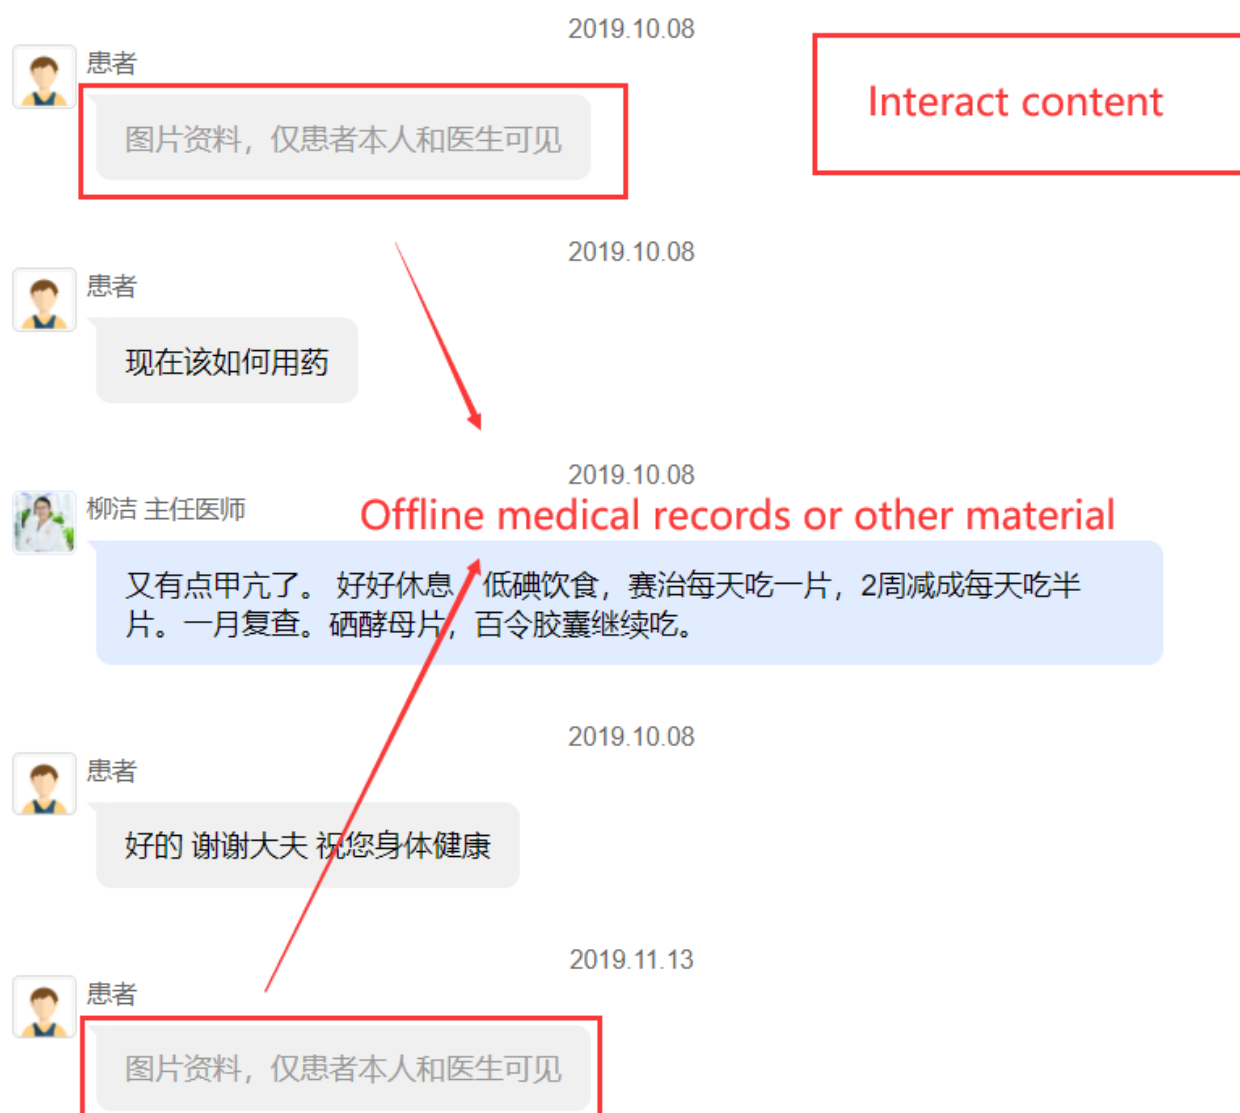 2019.10.08
患者
Interact content
图片资料，仅患者本人和医生可见
2019.10.08
患者
现在该如何用药
2019.10.08
柳洁 主任医师
Offline medical records or other material
又有点甲亢了。 好好休息，低碘饮食，赛治每天吃一片，2周减成每天吃半
片。一月复查。硒酵母片，百令胶囊继续吃。
2019.10.08
患者
好的 谢谢大夫 祝您身体健康
2019.11.13
患者
图片资料，仅患者本人和医生可见